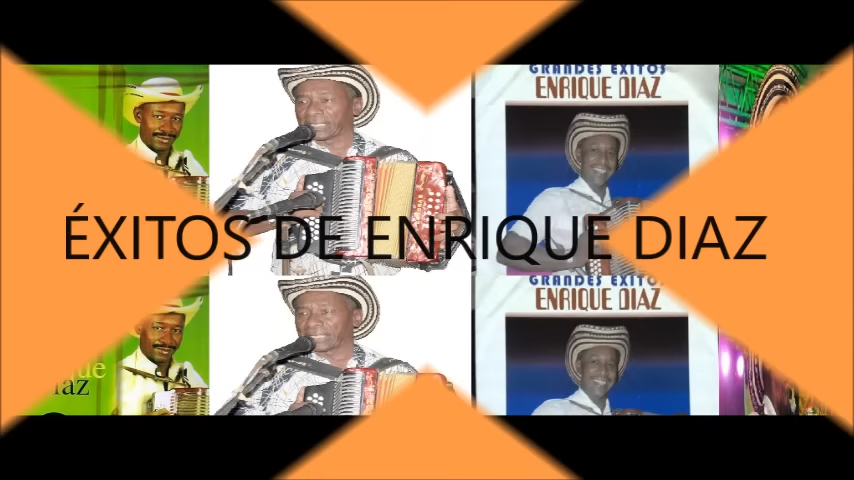 GRANDES EXITOS
ENRIQUE DIAZ
ÉXITOS DE ENRIQUE DIAZ
GRANDES EXITOS
ENRIQUE DIAZ